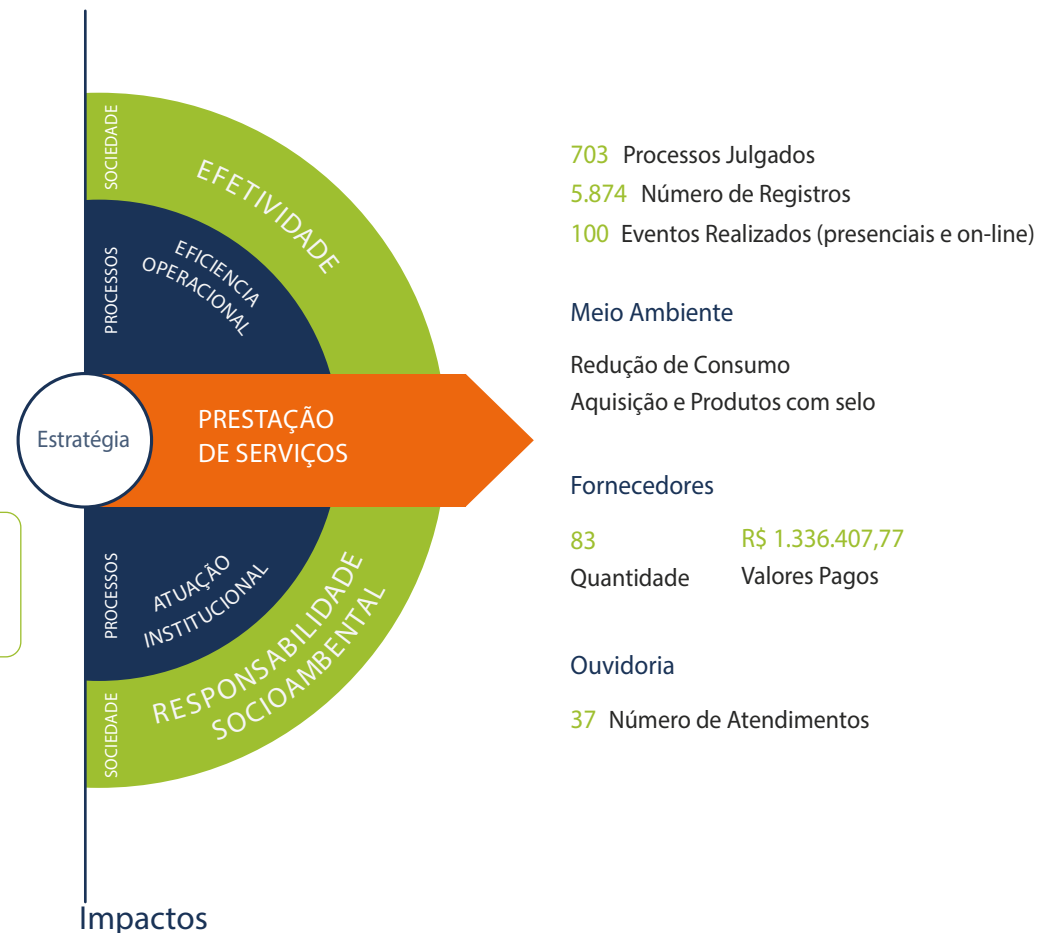 SOCIEDADE
EFETIVIDADE
PROCESSOS
EFICIENCIA
OPERACIONAL
Estratégia
PRESTAÇÃO
DE SERVIÇOS
PROCESSOS
ATUAÇÃO
INSTITUCIONAL
SOCIEDADE
RESPONSABILIDADE
SOCIOAMBENTAL
Impactos
703 Processos Julgados
5.874 Número de Registros
100 Eventos Realizados (presenciais e on-line)
Meio Ambiente
Redução de Consumo
Aquisição e Produtos com selo
Fornecedores
83 R$ 1.336.407,77
Quantidade Valores Pagos
Ouvidoria
37 Número de Atendimentos